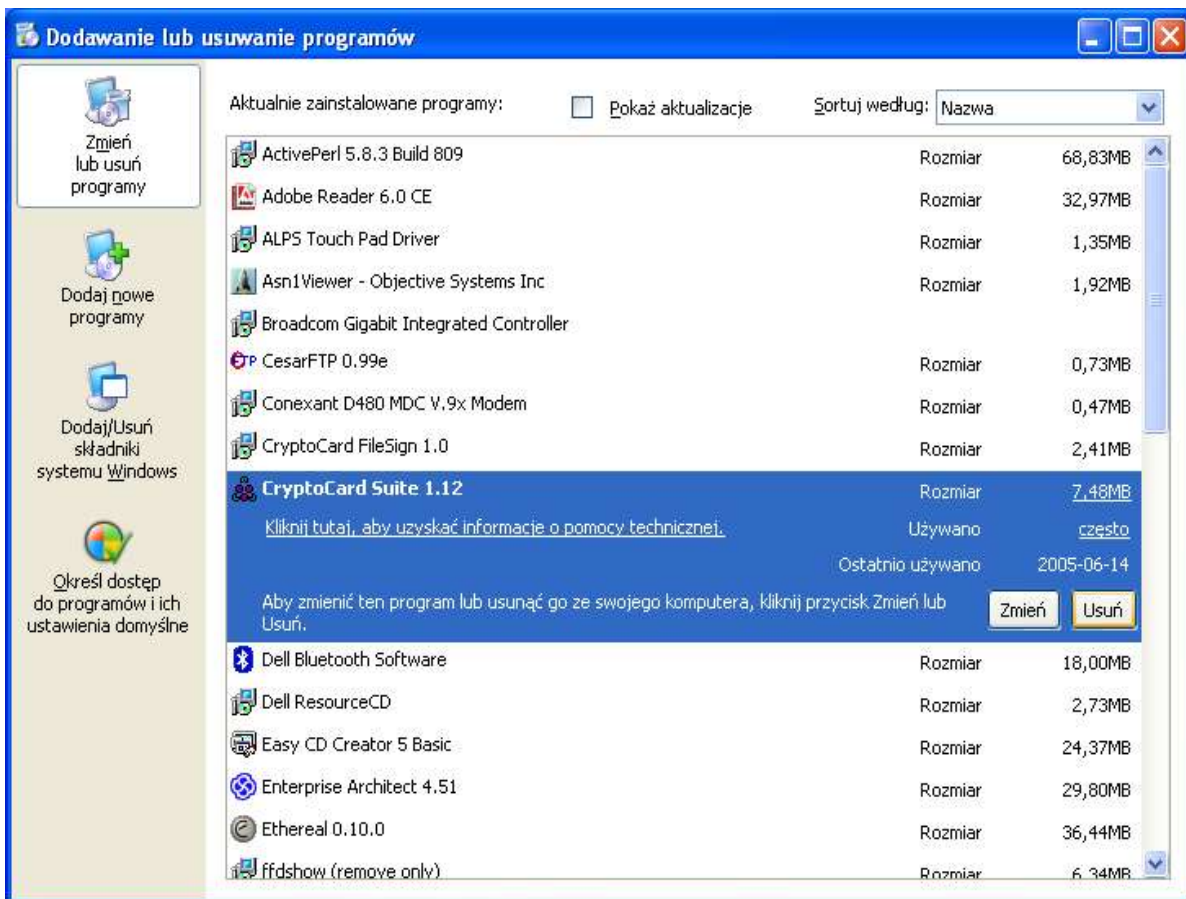 Dodawanie lub usuwanie programów
Zmień
lub usuń
programy
Dodaj nowe
programy
Dodaj/Usuń
składniki
systemu Windows
Określ dostęp
do programów i ich
ustawienia domyślne
Aktualnie zainstalowane programy: Pokaż aktualizacje Sortuj według: Nazwa
ActivePerl 5.8.3 Build 809 Rozmiar 68,83MB
Adobe Reader 6.0 CE Rozmiar 32,97MB
ALPS Touch Pad Driver Rozmiar 1,35MB
Asn1Viewer - Objective Systems Inc Rozmiar 1,92MB
Broadcom Gigabit Integrated Controller
CesarFTP 0.99e Rozmiar 0,73MB
Conexant D480 MDC V.9x Modem Rozmiar 0,47MB
CryptoCard FileSign 1.0 Rozmiar 2,41MB
CryptoCard Suite 1.12 Rozmiar 7,48MB
Kliknij tutaj, aby uzyskać informacje o pomocy technicznej. Używano często
Ostatnio używano 2005-06-14
Aby zmienić ten program lub usunąć go ze swojego komputera, kliknij przycisk Zmień lub
Usuń. Zmień Usuń
Dell Bluetooth Software Rozmiar 18,00MB
Dell ResourceCD Rozmiar 2,73MB
Easy CD Creator 5 Basic Rozmiar 24,37MB
Enterprise Architect 4.51 Rozmiar 29,80MB
Ethereal 0.10.0 Rozmiar 36,44MB
ffdshow (remove only) Rozmiar 6,34MB